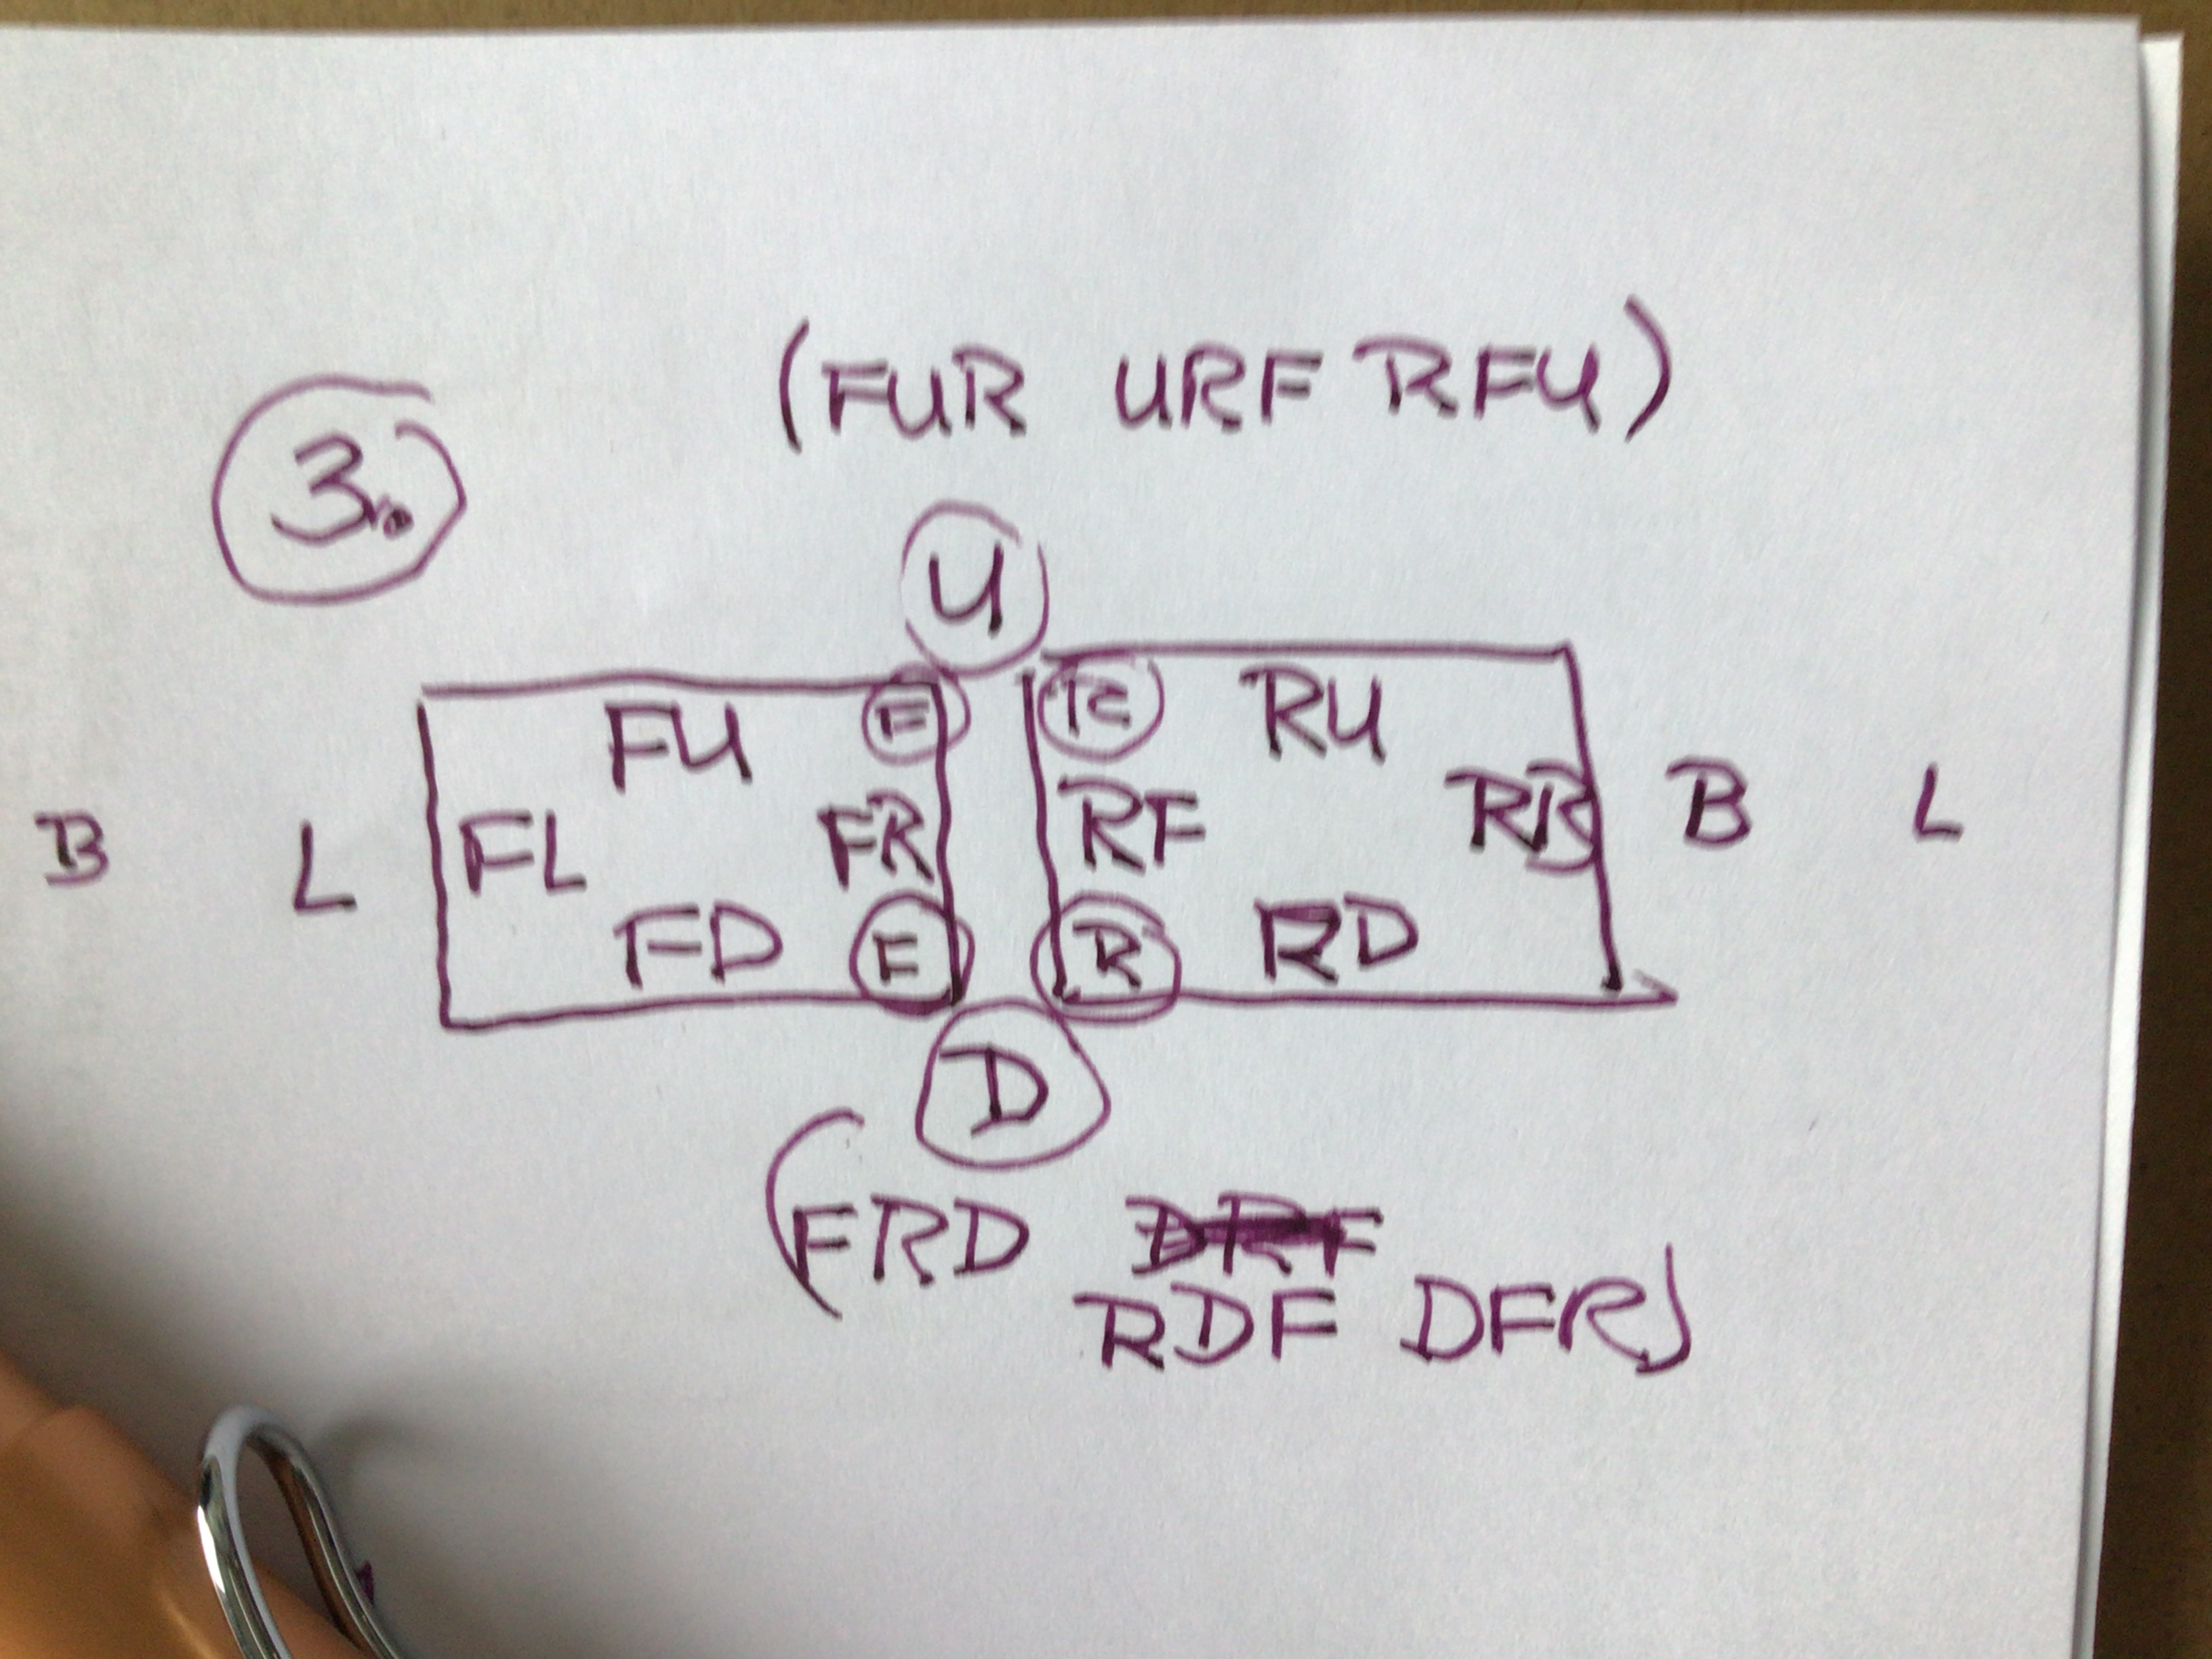 (FUR URF RFU)
3.
U
FU F R RU
B L FL FR RF RB B L
FD F R RD
D
(FRD DRF
RDF DFR)